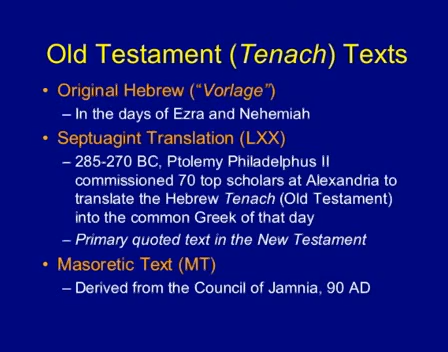 Old Testament (Tenach) Texts
• Original Hebrew (“Vorlage”)
– In the days of Ezra and Nehemiah
• Septuagint Translation (LXX)
– 285-270 BC, Ptolemy Philadelphus II
commissioned 70 top scholars at Alexandria to
translate the Hebrew Tenach (Old Testament)
into the common Greek of that day
– Primary quoted text in the New Testament
• Masoretic Text (MT)
– Derived from the Council of Jamnia, 90 AD